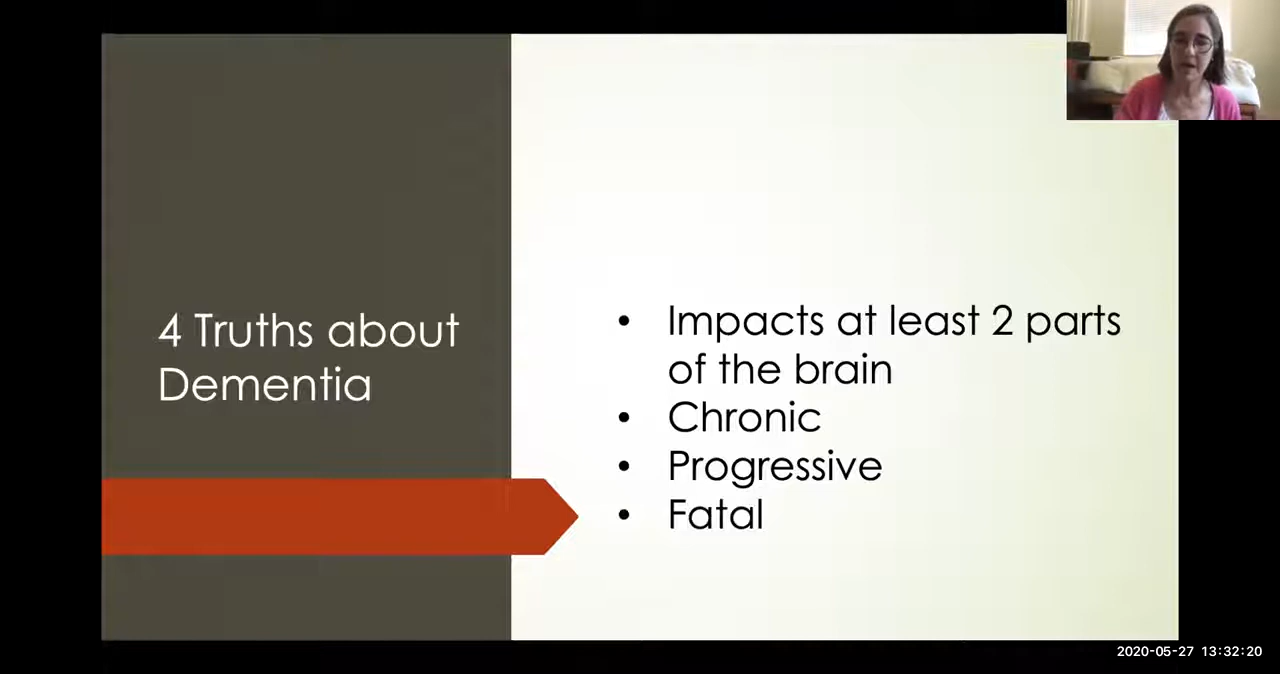 4 Truths about
Dementia
• Impacts at least 2 parts
of the brain
• Chronic
• Progressive
• Fatal
2020-05-27 13:32:20